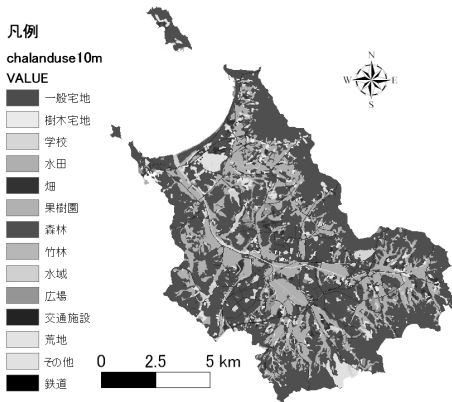 凡例
chalanduse10m
VALUE
一般宅地
樹木宅地
学校
水田
畑
果樹園
森林
竹林
水域
広場
交通施設
荒地
その他
鉄道
N
W E
S
0 2.5 5 km